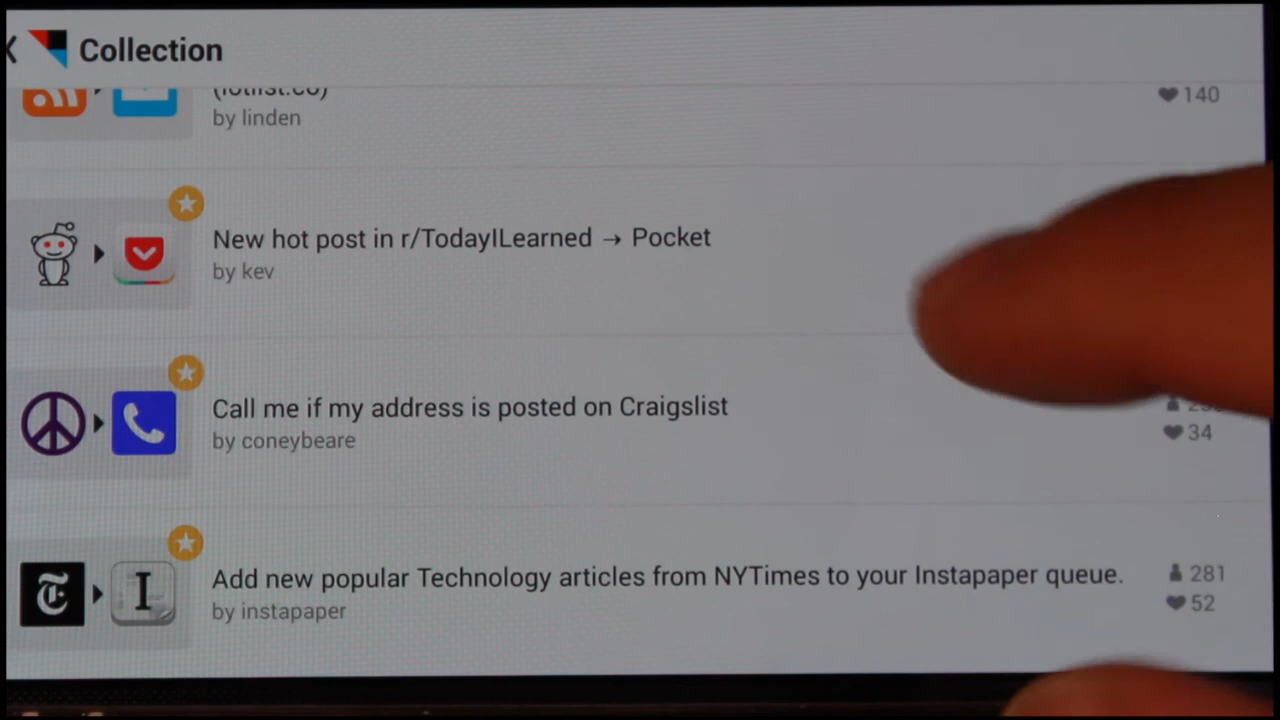 Collection
by linden
140
New hot post in r/TodayILearned → Pocket
by kev
Call me if my address is posted on Craigslist
by coneybeare
34
Add new popular Technology articles from NYTimes to your Instapaper queue.
281
by instapaper
52